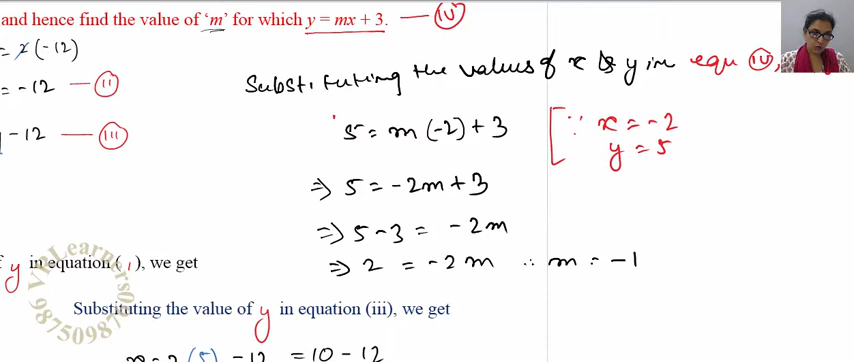 and hence find the value of 'm' for which y = mx + 3. — (iv)
= 2 (-12)
= -12 — (ii)
- 12 — (iii)
Substituting the values of x & y in equ (iv),
5 = m (-2) + 3 [∵ x = -2
y = 5
⇒ 5 = -2m + 3
⇒ 5 - 3 = -2m
⇒ 2 = -2m ∴ m = -1
y in equation (1), we get
Substituting the value of y in equation (iii), we get
x = 2 (5) - 12 = 10 - 12